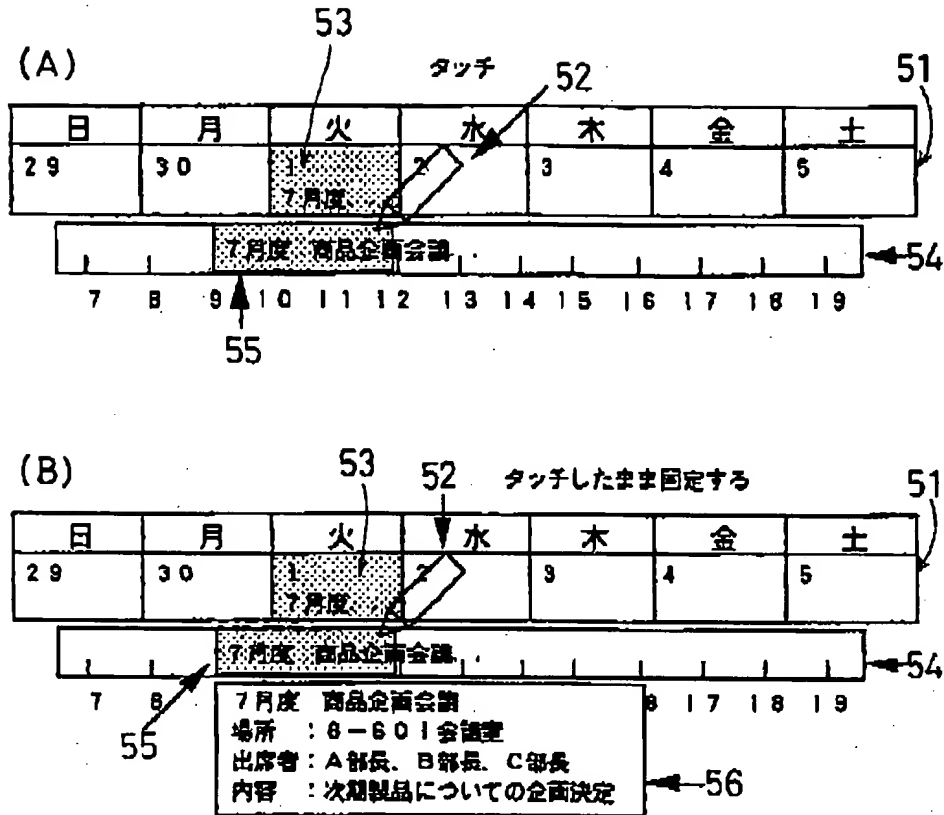 (A)
53
タッチ
52
51
日 月 火 水 木 金 土
29 30 1 2 3 4 5
7月度
7月度 商品企画会議
54
7 8 9 10 11 12 13 14 15 16 17 18 19
55
(B)
53
52
タッチしたまま固定する
51
日 月 火 水 木 金 土
29 30 1 2 3 4 5
7月度
7月度 商品企画会議
54
7 8 6 17 18 19
7月度 商品企画会議
55
場所 :8-601会議室
出席者:A部長、B部長、C部長
56
内容 :次期製品についての企画決定